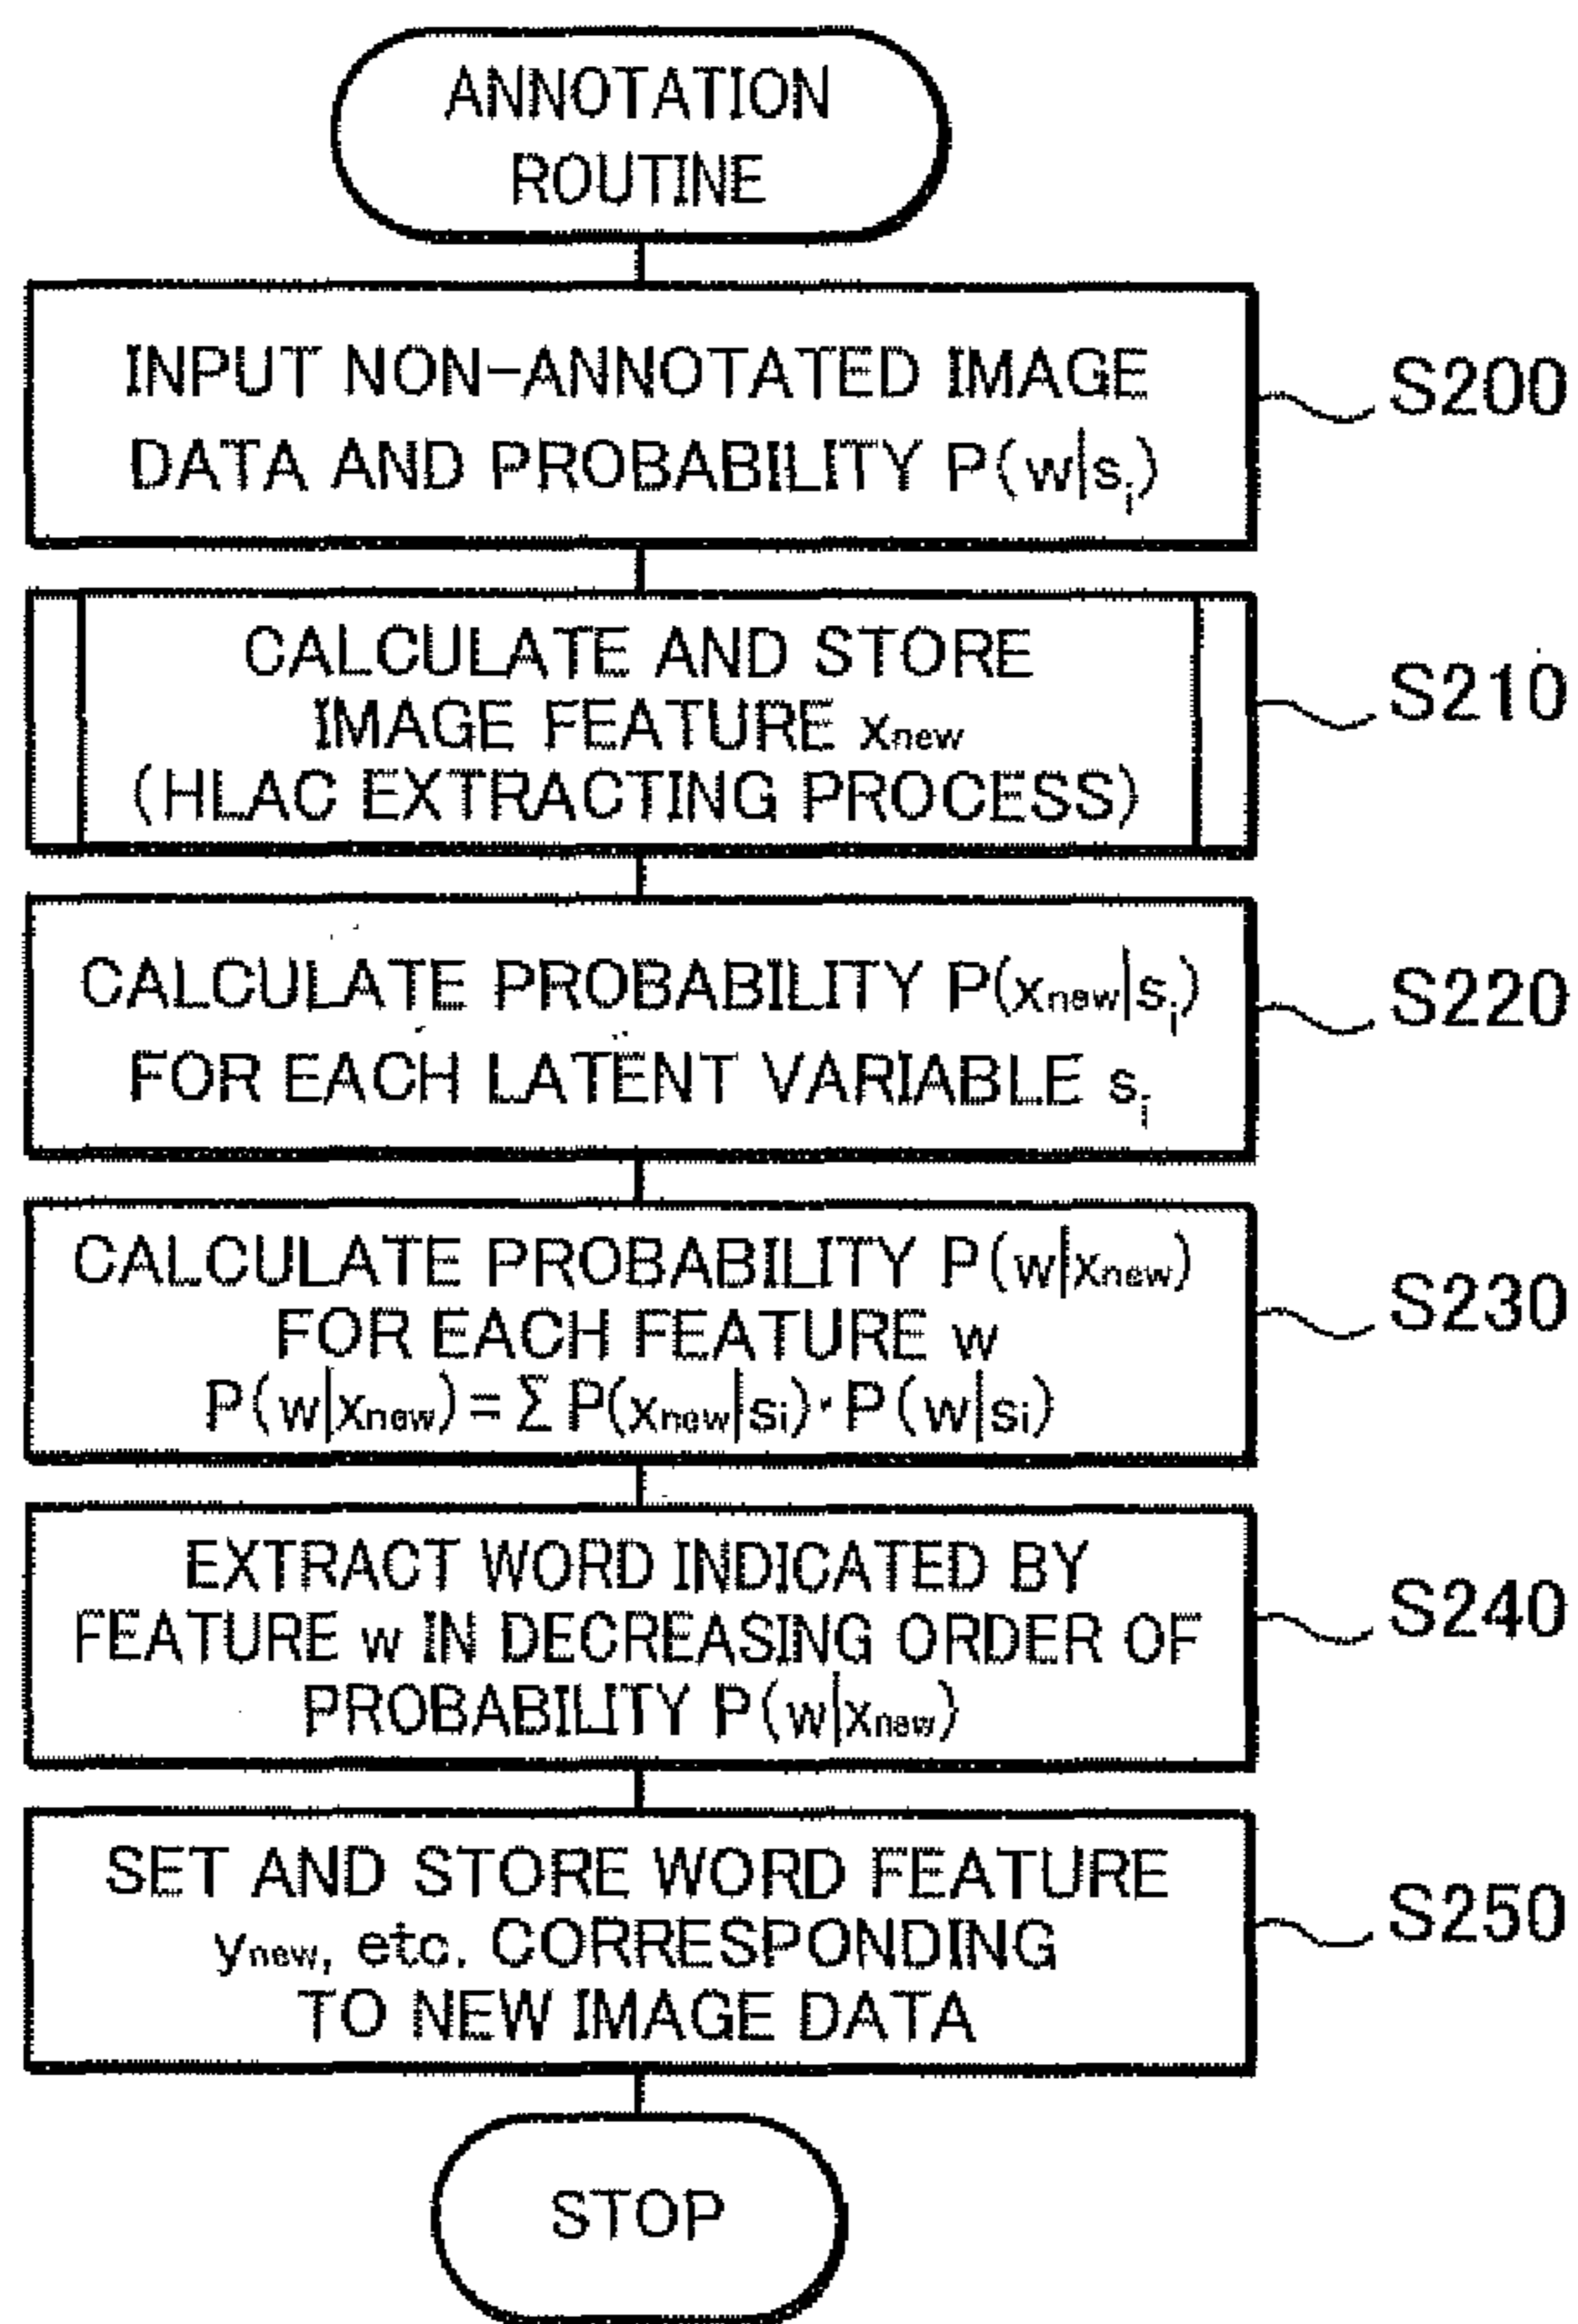 ANNOTATION
ROUTINE
INPUT NON-ANNOTATED IMAGE
DATA AND PROBABILITY P(w|si)
S200
CALCULATE AND STORE
IMAGE FEATURE xnew
(HLAC EXTRACTING PROCESS)
S210
CALCULATE PROBABILITY P(xnew|si)
FOR EACH LATENT VARIABLE si
S220
CALCULATE PROBABILITY P(w|xnew)
FOR EACH FEATURE w
P(w|xnew)=Σ P(xnew|si)·P(w|si)
S230
EXTRACT WORD INDICATED BY
FEATURE w IN DECREASING ORDER OF
PROBABILITY P(w|xnew)
S240
SET AND STORE WORD FEATURE
ynew, etc. CORRESPONDING
TO NEW IMAGE DATA
S250
STOP